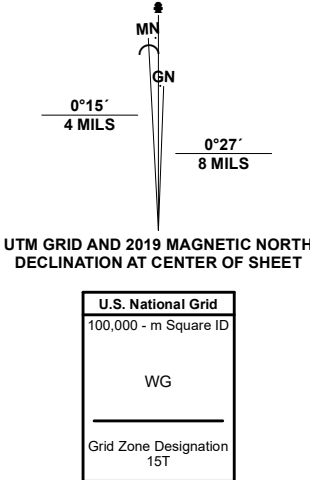 MN
GN
0°15´
4 MILS
0°27´
8 MILS
UTM GRID AND 2019 MAGNETIC NORTH
DECLINATION AT CENTER OF SHEET
U.S. National Grid
100,000 - m Square ID
WG
Grid Zone Designation
15T